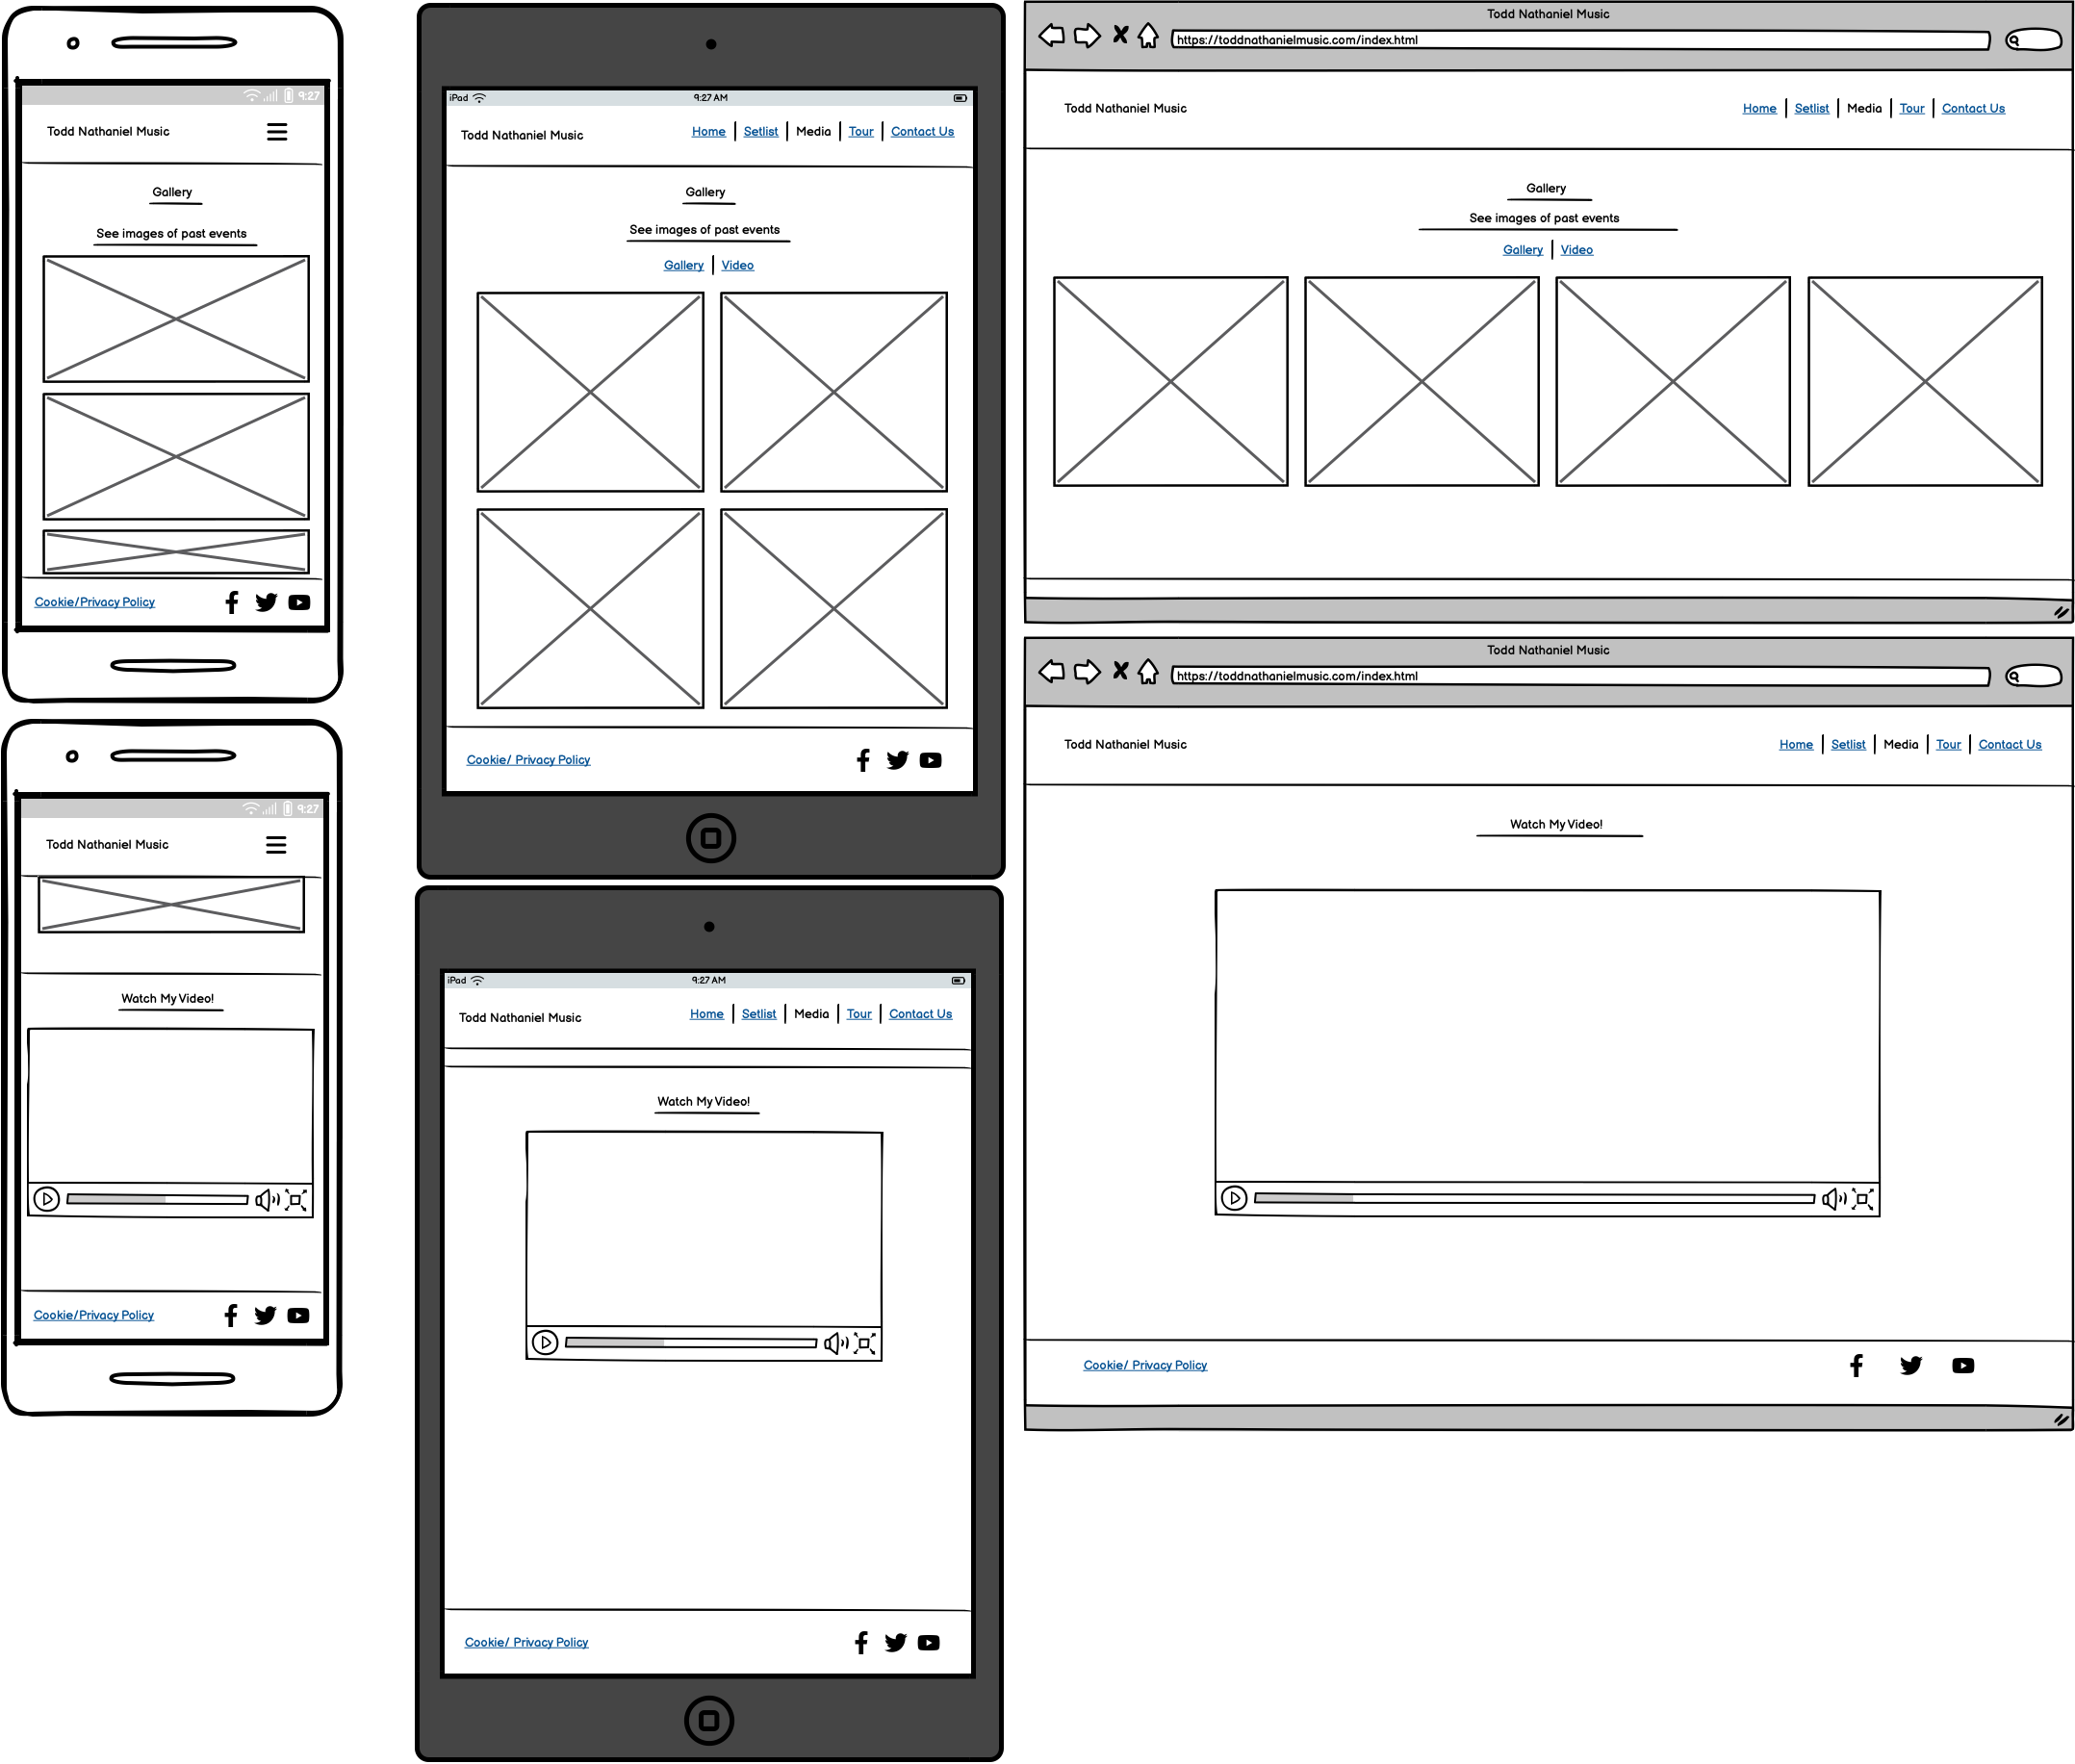 9:27
Todd Nathaniel Music
Gallery
See images of past events
Cookie/Privacy Policy
9:27
Todd Nathaniel Music
Watch My Video!
Cookie/Privacy Policy
iPad 9:27 AM
Todd Nathaniel Music Home Setlist Media Tour Contact Us
Gallery
See images of past events
Gallery Video
Cookie/ Privacy Policy
iPad 9:27 AM
Todd Nathaniel Music Home Setlist Media Tour Contact Us
Watch My Video!
Cookie/ Privacy Policy
Todd Nathaniel Music
https://toddnathanielmusic.com/index.html
Todd Nathaniel Music Home Setlist Media Tour Contact Us
Gallery
See images of past events
Gallery Video
Todd Nathaniel Music
https://toddnathanielmusic.com/index.html
Todd Nathaniel Music Home Setlist Media Tour Contact Us
Watch My Video!
Cookie/ Privacy Policy